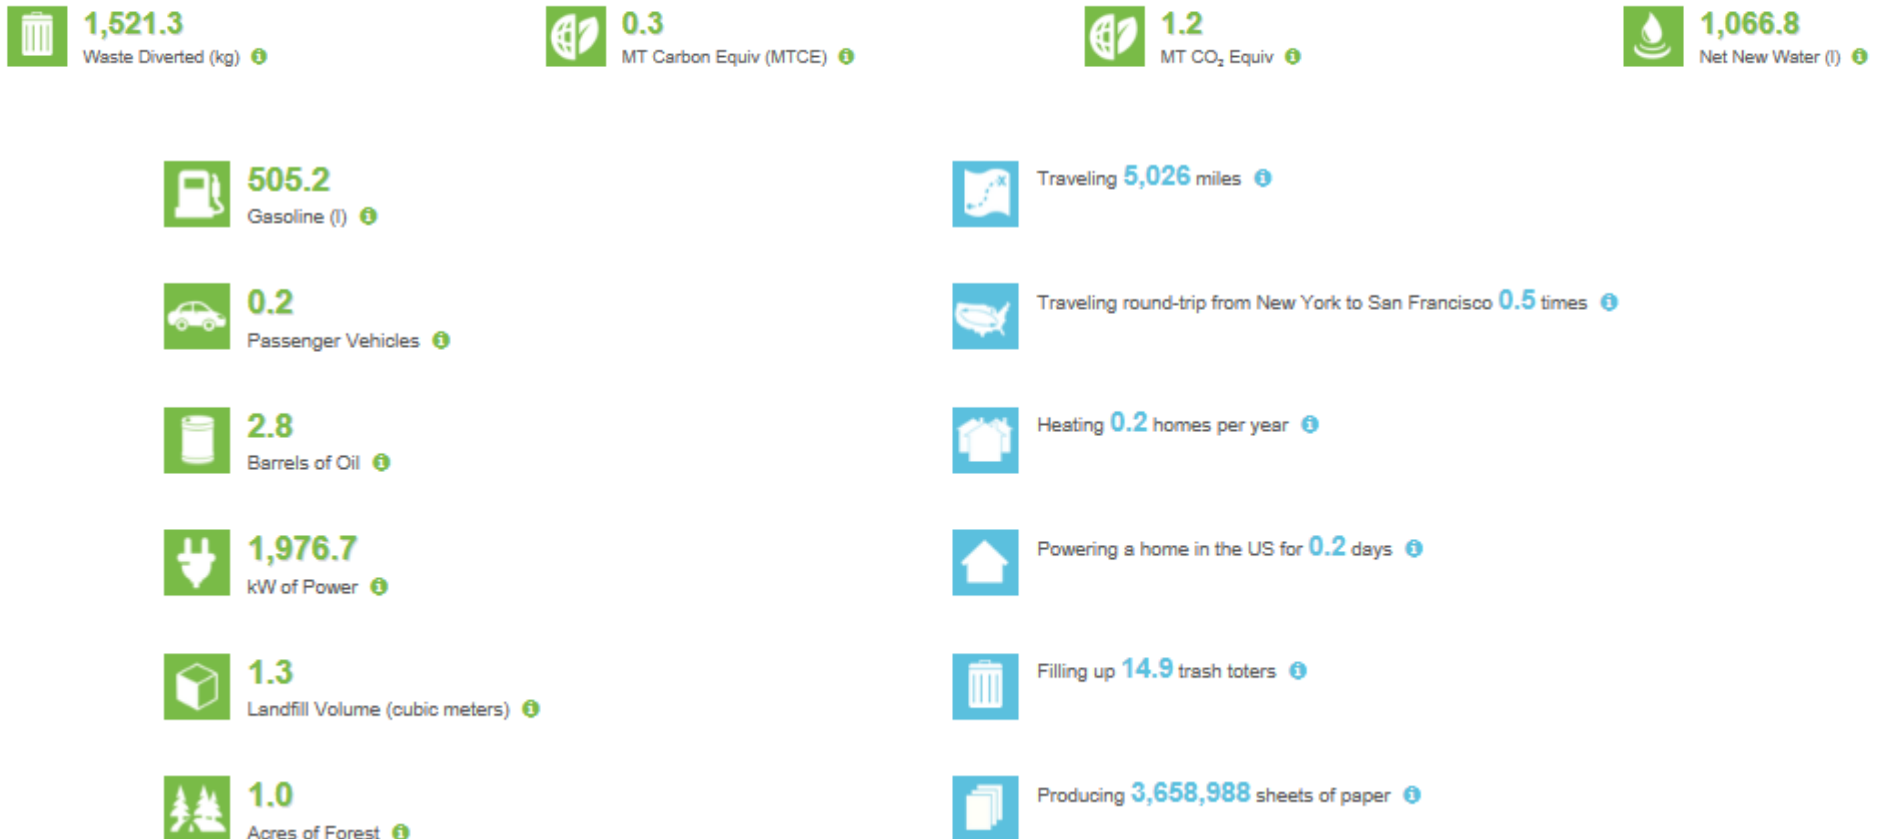 1,521.3
Waste Diverted (kg)
0.3
MT Carbon Equiv (MTCE)
1.2
MT CO₂ Equiv
1,066.8
Net New Water (l)
505.2
Gasoline (l)
Traveling 5,026 miles
0.2
Passenger Vehicles
Traveling round-trip from New York to San Francisco 0.5 times
2.8
Barrels of Oil
Heating 0.2 homes per year
1,976.7
kW of Power
Powering a home in the US for 0.2 days
1.3
Landfill Volume (cubic meters)
Filling up 14.9 trash toters
1.0
Acres of Forest
Producing 3,658,988 sheets of paper